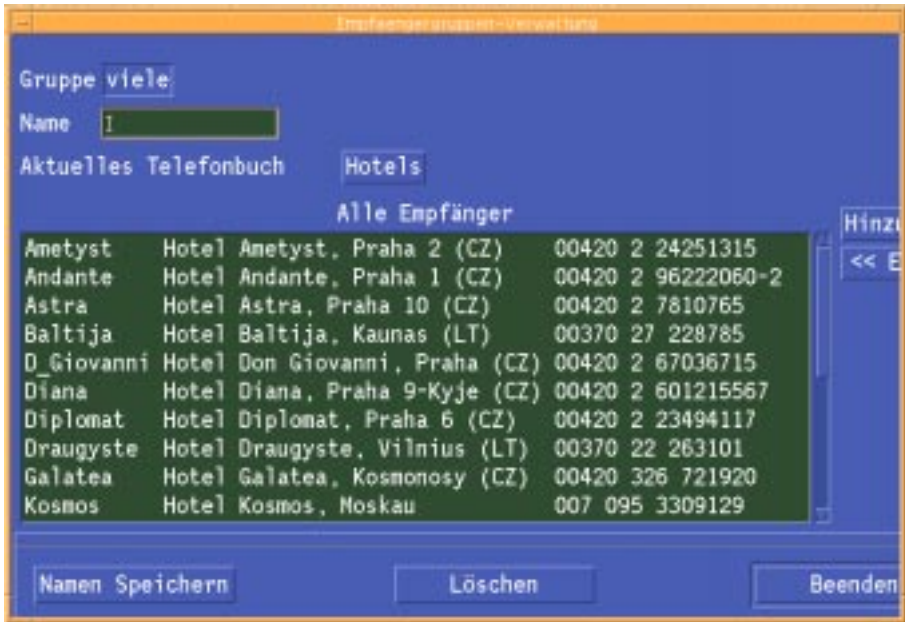 Empfaengergruppen-Verwaltung
Gruppe viele
Name
Aktuelles Telefonbuch Hotels
Alle Empfänger
Hinzu
<< E
Ametyst Hotel Ametyst, Praha 2 (CZ) 00420 2 24251315
Andante Hotel Andante, Praha 1 (CZ) 00420 2 96222060-2
Astra Hotel Astra, Praha 10 (CZ) 00420 2 7810765
Baltija Hotel Baltija, Kaunas (LT) 00370 27 228785
D_Giovanni Hotel Don Giovanni, Praha (CZ) 00420 2 67036715
Diana Hotel Diana, Praha 9-Kyje (CZ) 00420 2 601215567
Diplomat Hotel Diplomat, Praha 6 (CZ) 00420 2 23494117
Draugyste Hotel Draugyste, Vilnius (LT) 00370 22 263101
Galatea Hotel Galatea, Kosmonosy (CZ) 00420 326 721920
Kosmos Hotel Kosmos, Moskau 007 095 3309129
Namen Speichern Löschen Beenden